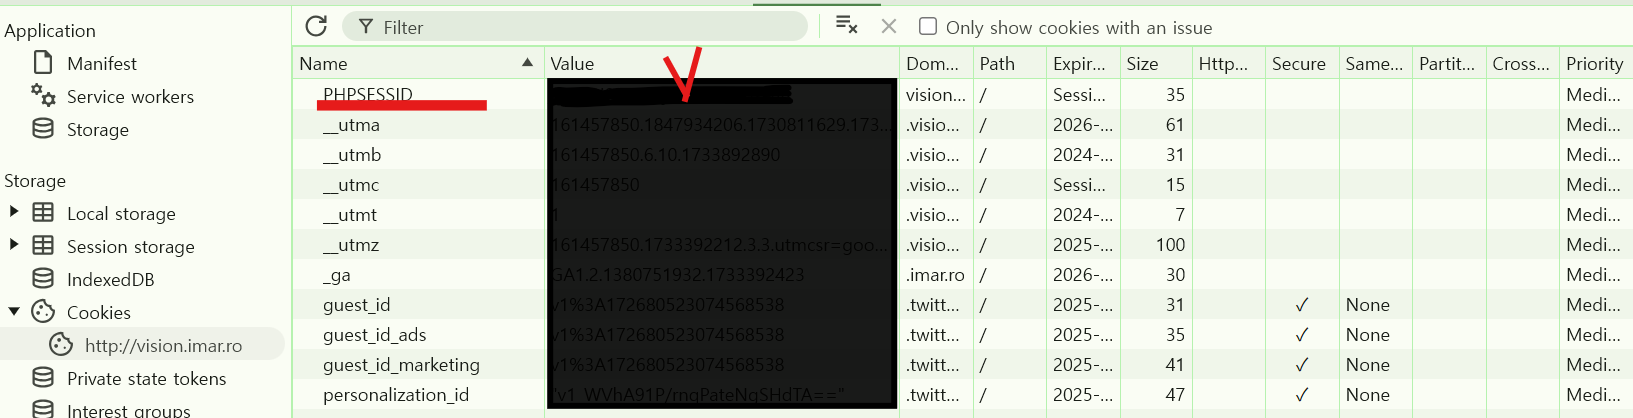 Application
Manifest
Service workers
Storage
Storage
Local storage
Session storage
IndexedDB
Cookies
http://vision.imar.ro
Private state tokens
Interest groups
Filter Only show cookies with an issue
Name Value Dom... Path Expir... Size Http... Secure Same... Partit... Cross... Priority
PHPSESSID vision... / Sessi... 35 Medi...
__utma 161457850.1847934206.1730811629.173... .visio... / 2026-... 61 Medi...
__utmb 161457850.6.10.1733892890 .visio... / 2024-... 31 Medi...
__utmc 161457850 .visio... / Sessi... 15 Medi...
__utmt 1 .visio... / 2024-... 7 Medi...
__utmz 161457850.1733392212.3.3.utmcsr=goo... .visio... / 2025-... 100 Medi...
_ga GA1.2.1380751932.1733392423 .imar.ro / 2026-... 30 Medi...
guest_id v1%3A172680523074568538 .twitt... / 2025-... 31 ✓ None Medi...
guest_id_ads v1%3A172680523074568538 .twitt... / 2025-... 35 ✓ None Medi...
guest_id_marketing v1%3A172680523074568538 .twitt... / 2025-... 41 ✓ None Medi...
personalization_id .twitt... / 2025-... 47 ✓ None Medi...